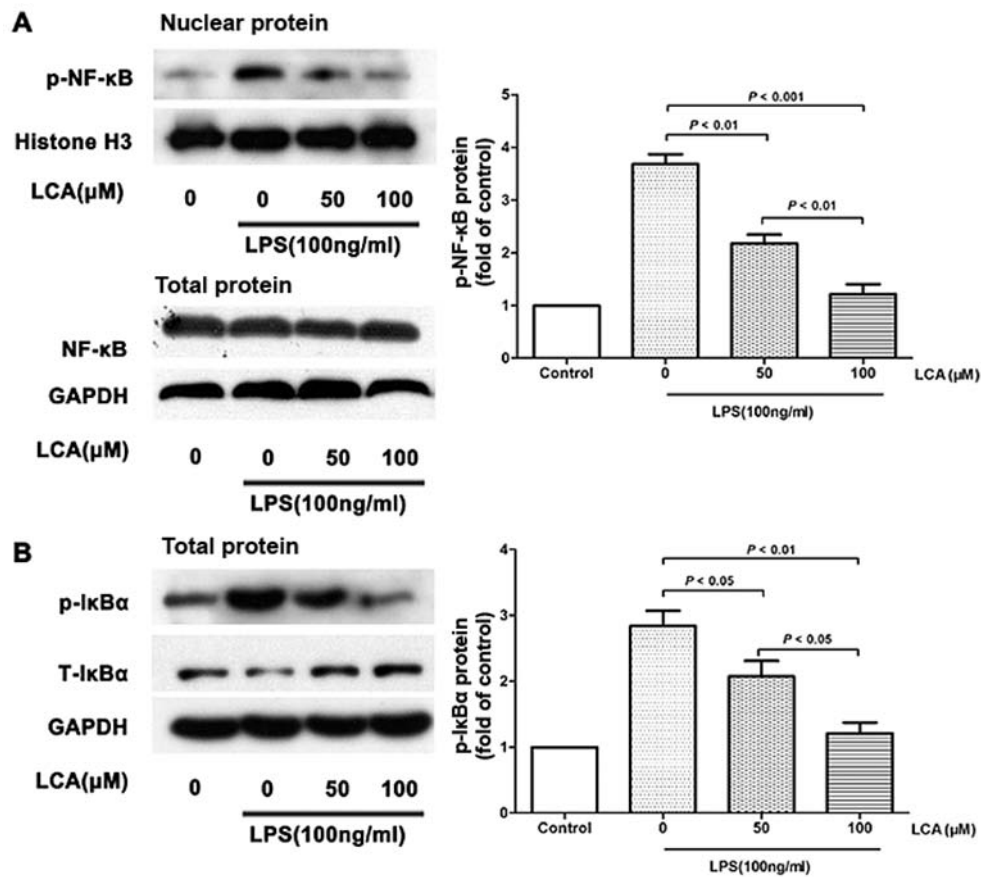 A
Nuclear protein
p-NF-κB
Histone H3
LCA(μM) 0 0 50 100
LPS(100ng/ml)
Total protein
NF-κB
GAPDH
LCA(μM) 0 0 50 100
LPS(100ng/ml)
p-NF-κB protein
(fold of control)
5
4
3
2
1
0
P < 0.001
P < 0.01
P < 0.01
Control 0 50 100 LCA (μM)
LPS(100ng/ml)
B
Total protein
p-IκBα
T-IκBα
GAPDH
LCA(μM) 0 0 50 100
LPS(100ng/ml)
p-IκBα protein
(fold of control)
4
3
2
1
0
P < 0.01
P < 0.05
P < 0.05
Control 0 50 100 LCA (μM)
LPS(100ng/ml)